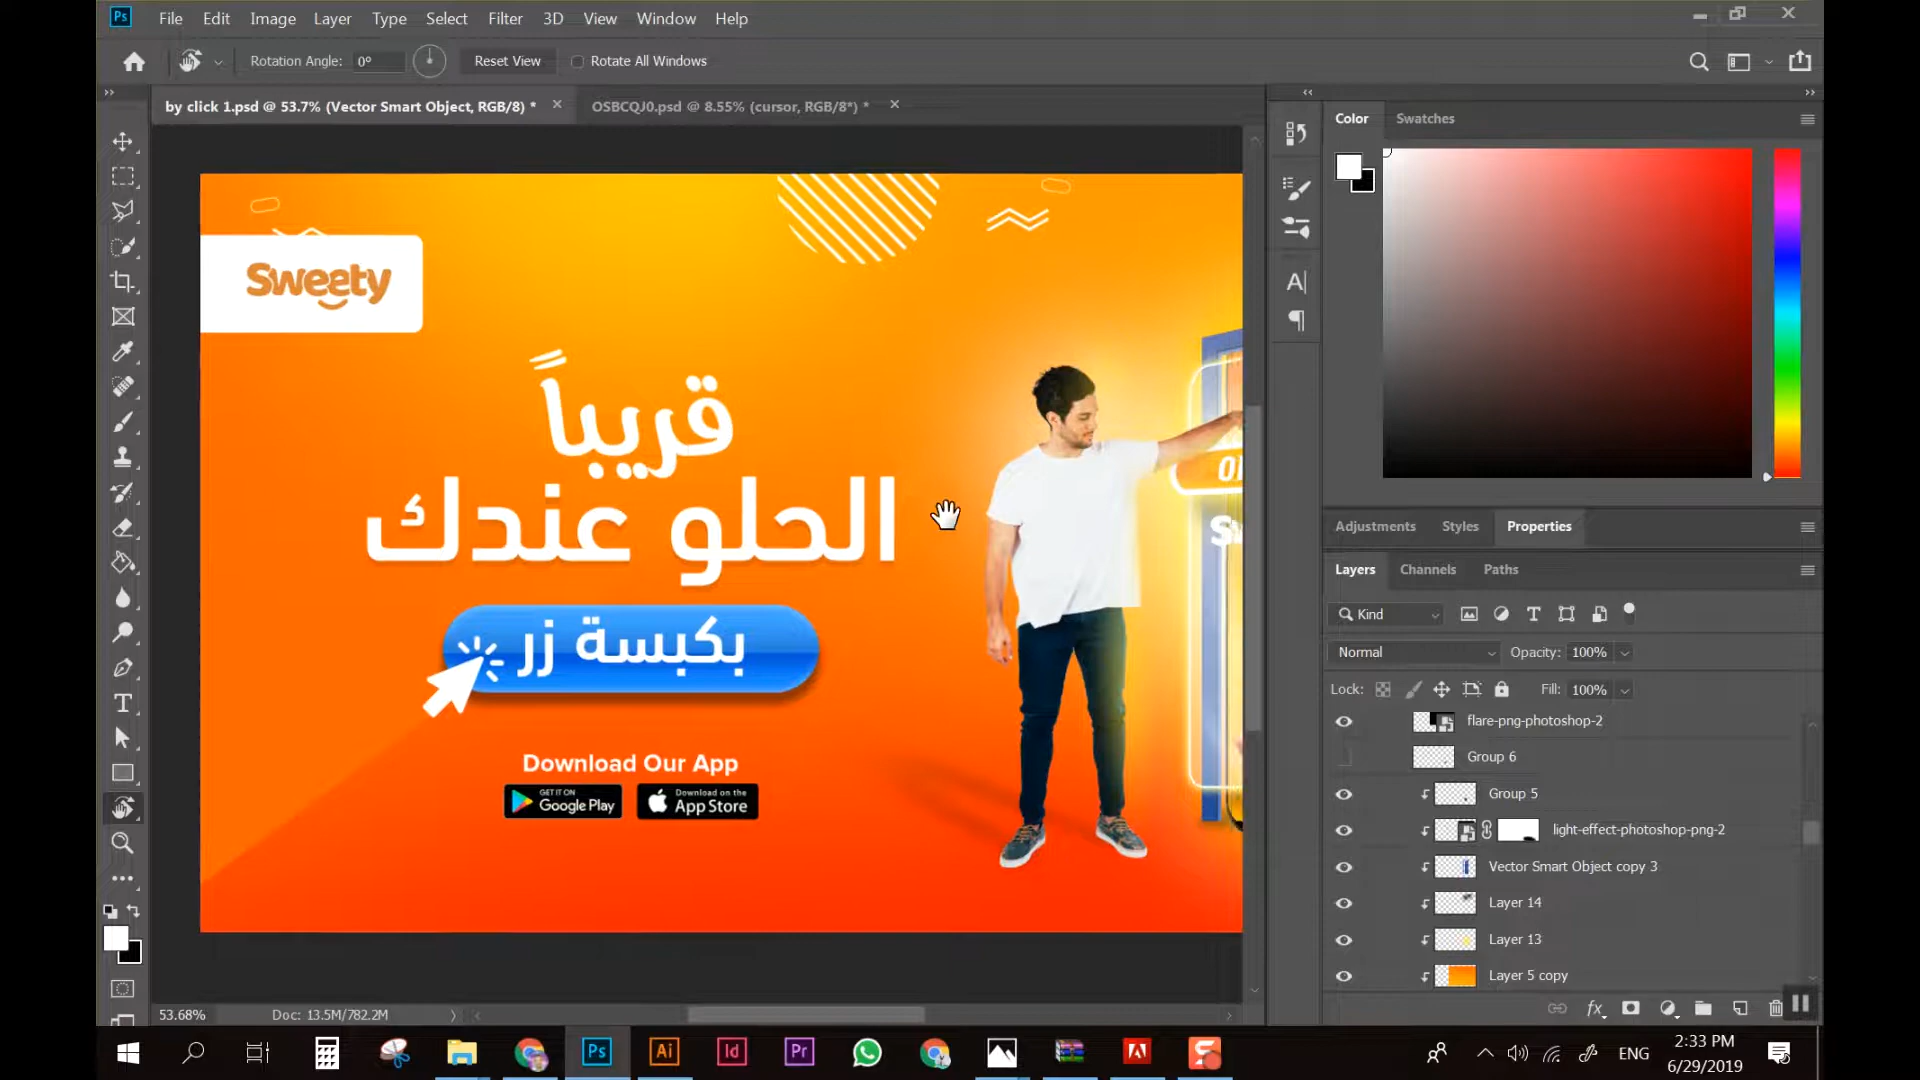 Ps File Edit Image Layer Type Select Filter 3D View Window Help
Rotation Angle: 0° Reset View Rotate All Windows
by click 1.psd @ 53.7% (Vector Smart Object, RGB/8) *
OSBCQJ0.psd @ 8.55% (cursor, RGB/8*) *
Sweety
قريباً
الحلو عندك
بكبسة زر
Download Our App
GET IT ON
Google Play
Download on the
App Store
Color Swatches
Adjustments Styles Properties
Layers Channels Paths
Kind
Normal Opacity: 100%
Lock: Fill: 100%
flare-png-photoshop-2
Group 6
Group 5
light-effect-photoshop-png-2
Vector Smart Object copy 3
Layer 14
Layer 13
Layer 5 copy
fx
53.68% Doc: 13.5M/782.2M
Ps Ai Id Pr
ENG
2:33 PM
6/29/2019